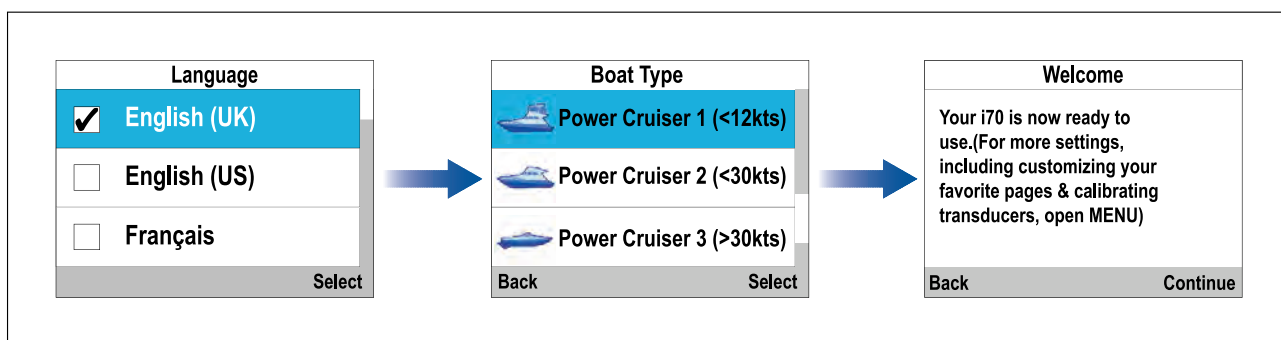 Language
English (UK)
English (US)
Français
Select
Boat Type
Power Cruiser 1 (<12kts)
Power Cruiser 2 (<30kts)
Power Cruiser 3 (>30kts)
Back Select
Welcome
Your i70 is now ready to
use.(For more settings,
including customizing your
favorite pages & calibrating
transducers, open MENU)
Back Continue